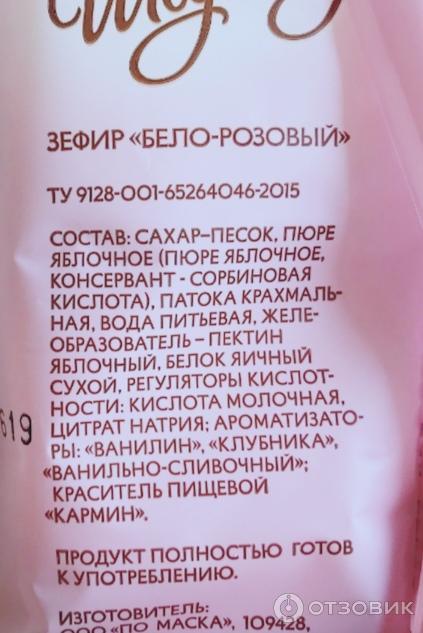 ЗЕФИР «БЕЛО-РОЗОВЫЙ»
ТУ 9128-001-65264046-2015
СОСТАВ: САХАР-ПЕСОК, ПЮРЕ
ЯБЛОЧНОЕ (ПЮРЕ ЯБЛОЧНОЕ,
КОНСЕРВАНТ - СОРБИНОВАЯ
КИСЛОТА), ПАТОКА КРАХМАЛЬ-
НАЯ, ВОДА ПИТЬЕВАЯ, ЖЕЛЕ-
ОБРАЗОВАТЕЛЬ – ПЕКТИН
ЯБЛОЧНЫЙ, БЕЛОК ЯИЧНЫЙ
СУХОЙ, РЕГУЛЯТОРЫ КИСЛОТ-
НОСТИ: КИСЛОТА МОЛОЧНАЯ,
ЦИТРАТ НАТРИЯ; АРОМАТИЗАТО-
РЫ: «ВАНИЛИН», «КЛУБНИКА»,
«ВАНИЛЬНО-СЛИВОЧНЫЙ»;
КРАСИТЕЛЬ ПИЩЕВОЙ
«КАРМИН».
619
ПРОДУКТ ПОЛНОСТЬЮ ГОТОВ
К УПОТРЕБЛЕНИЮ.
ИЗГОТОВИТЕЛЬ:
ООО "ПО МАСКА", 109428,
ОТЗОВИК